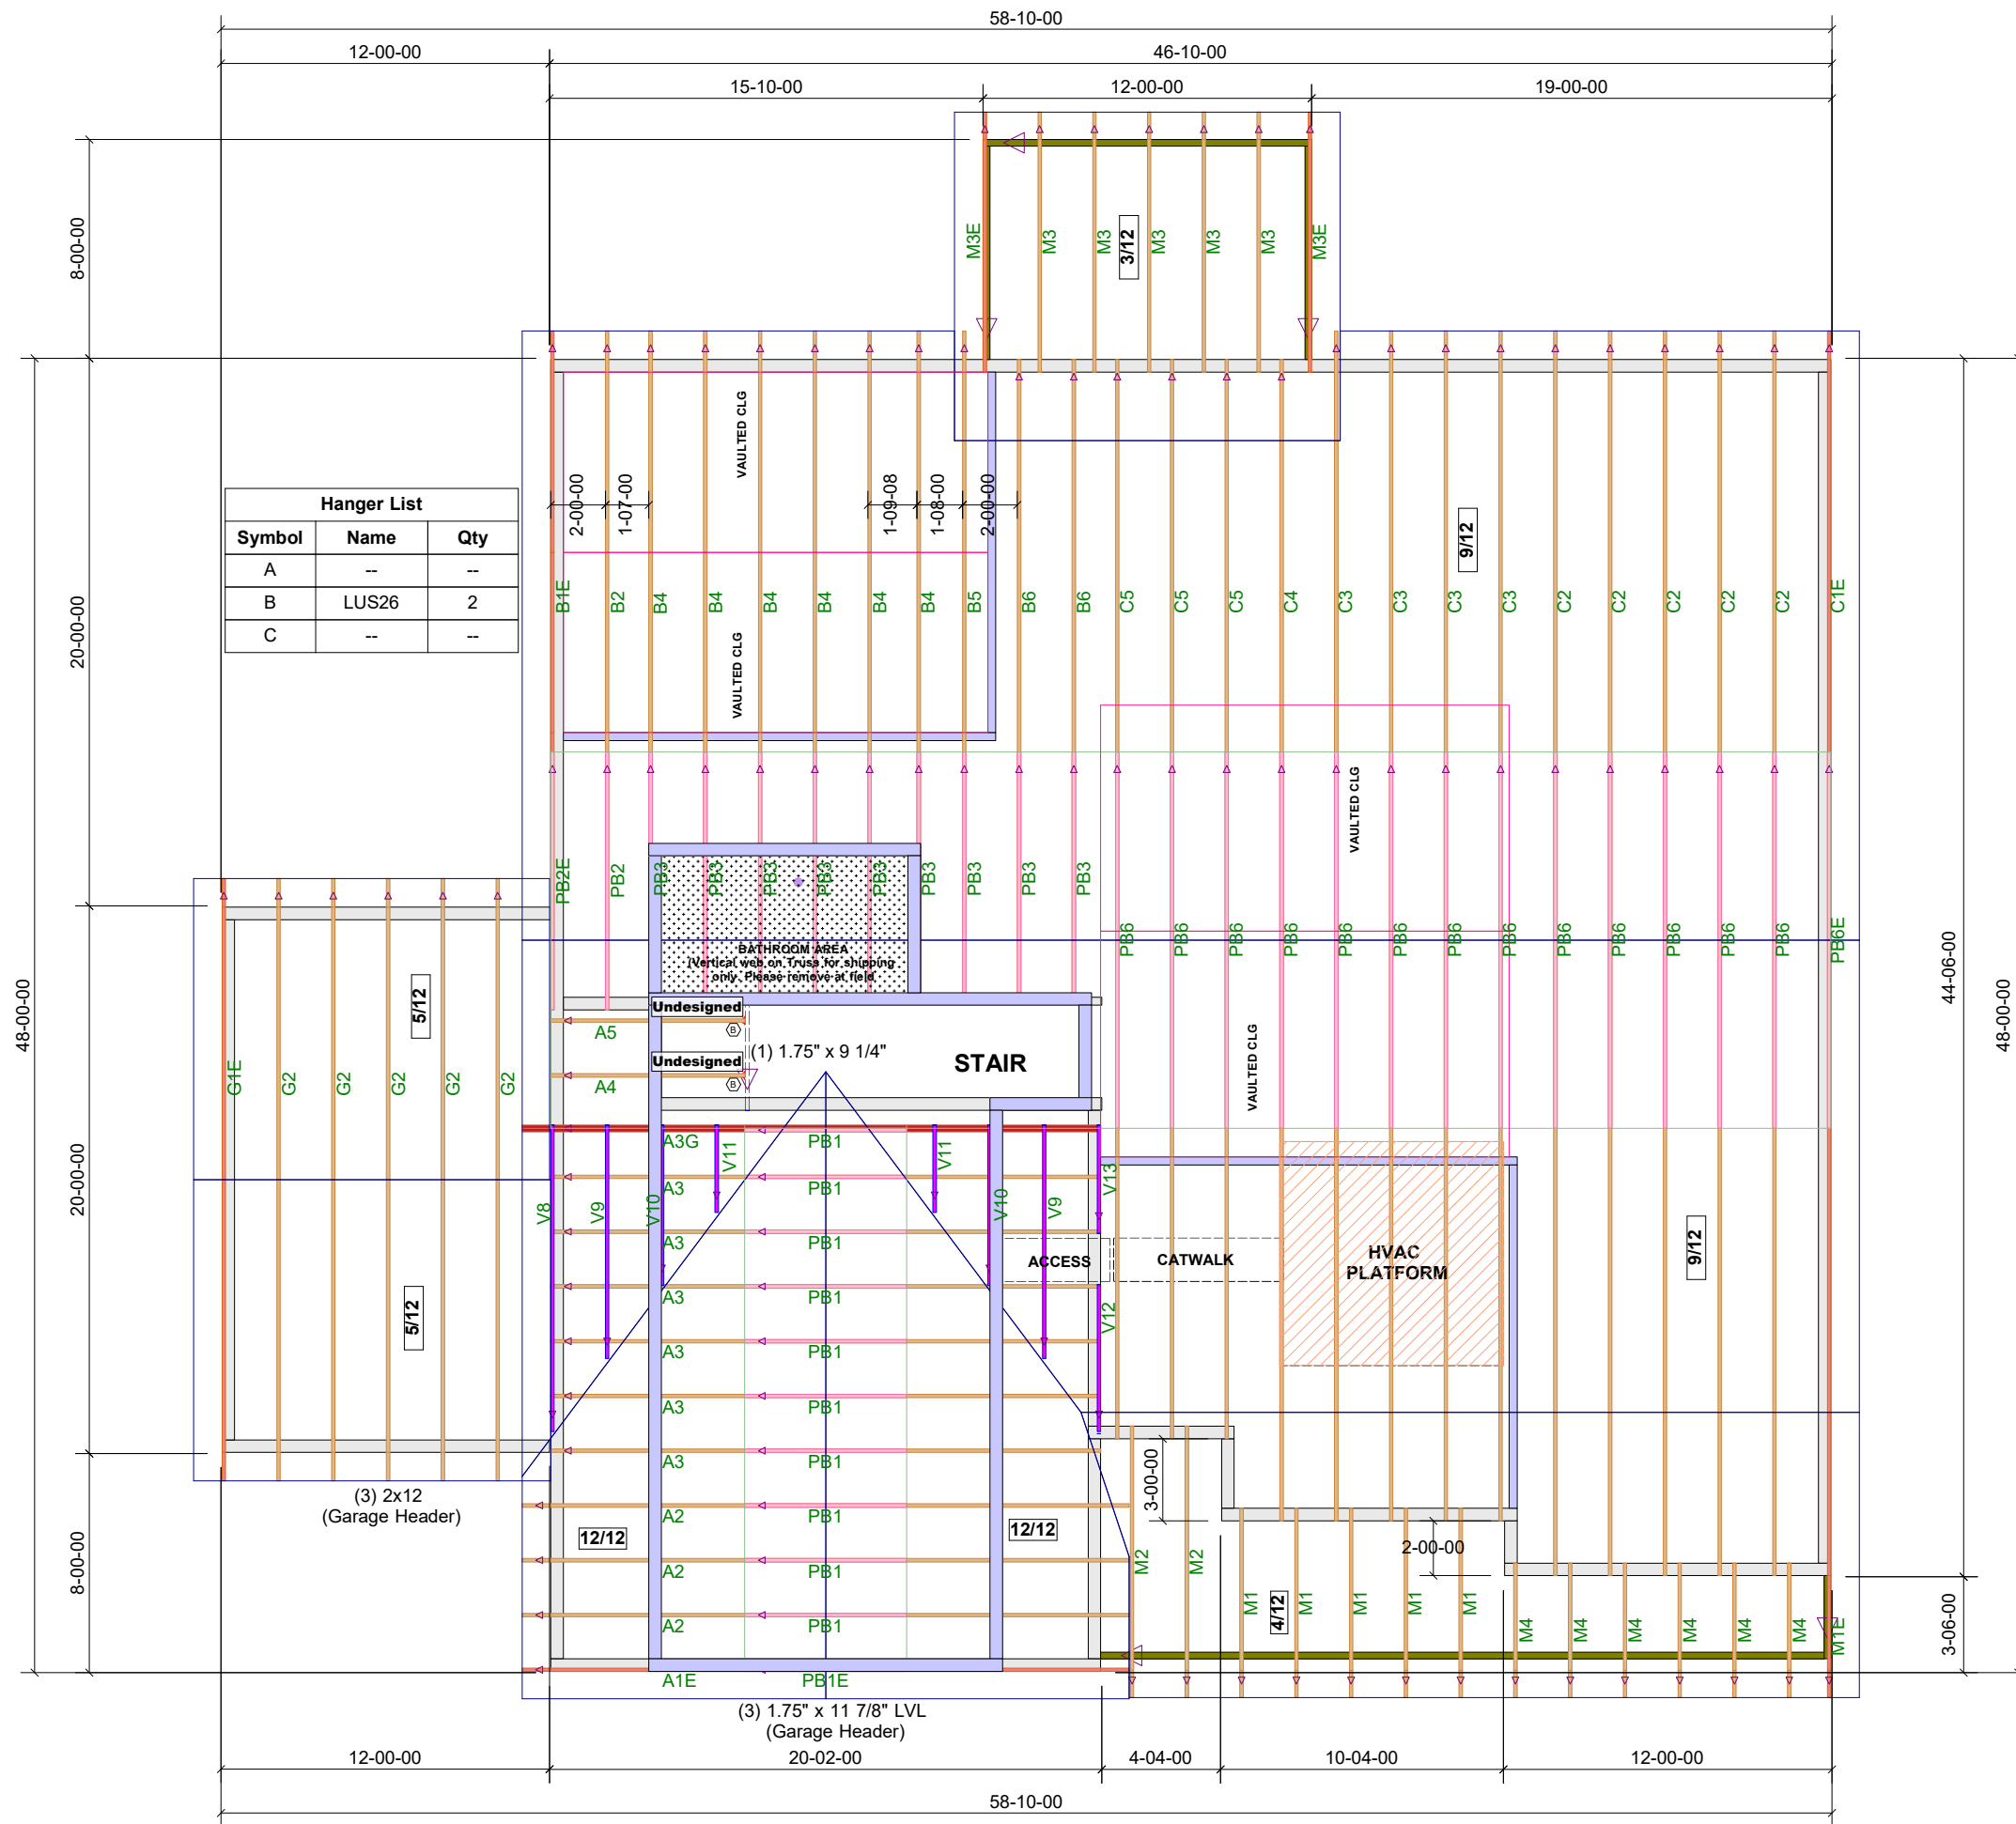 58-10-00
12-00-00
46-10-00
15-10-00
12-00-00
19-00-00
8-00-00
M3E
M3
M3
3/12
M3
M3
M3
M3E
VAULTED CLG
Hanger List
Symbol Name Qty
A -- --
B LUS26 2
C -- --
2-00-00
1-07-00
1-09-08
1-08-00
2-00-00
9/12
20-00-00
B1E
B2
B4
B4
B4
B4
B4
B4
B5
B6
B6
C5
C5
C5
C4
C3
C3
C3
C3
C2
C2
C2
C2
C2
C1E
VAULTED CLG
VAULTED CLG
PB2E
PB2
PB3
PB3
PB3
PB3
PB3
PB3
PB3
PB3
PB3
PB6
PB6
PB6
PB6
PB6
PB6
PB6
PB6
PB6
PB6
PB6
PB6
PB6
PB6E
BATHROOM AREA
(Vertical web on Truss for shipping
only. Please remove at field
44-06-00
48-00-00
48-00-00
5/12
Undesigned
A5
B
Undesigned
(1) 1.75" x 9 1/4"
A4
B
STAIR
VAULTED CLG
G1E
G2
G2
G2
G2
G2
20-00-00
A3G
PB1
V11
V11
V13
A3
PB1
V8
V9
V10
V10
V9
A3
PB1
ACCESS
CATWALK
HVAC
PLATFORM
9/12
A3
PB1
V12
5/12
A3
PB1
A3
PB1
A3
PB1
3-00-00
(3) 2x12
(Garage Header)
A2
PB1
12/12
12/12
2-00-00
8-00-00
A2
PB1
M2
M2
M1
4/12
M1
M1
M1
M1
M4
M4
M4
M4
M4
M4
M1E
3-06-00
A2
PB1
A1E
PB1E
(3) 1.75" x 11 7/8" LVL
(Garage Header)
12-00-00
20-02-00
4-04-00
10-04-00
12-00-00
58-10-00